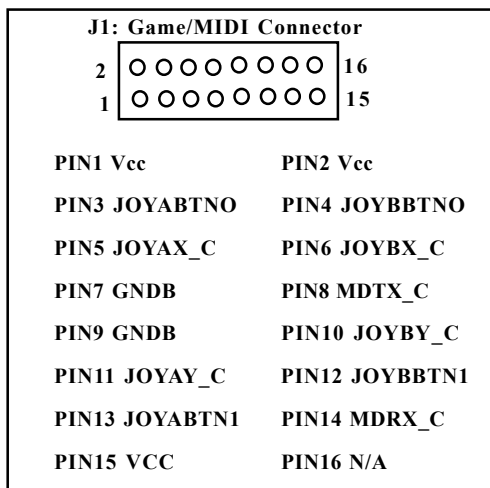 J1: Game/MIDI Connector
2 16
1 15
PIN1 Vcc PIN2 Vcc
PIN3 JOYABTNO PIN4 JOYBBTNO
PIN5 JOYAX_C PIN6 JOYBX_C
PIN7 GNDB PIN8 MDTX_C
PIN9 GNDB PIN10 JOYBY_C
PIN11 JOYAY_C PIN12 JOYBBTN1
PIN13 JOYABTN1 PIN14 MDRX_C
PIN15 VCC PIN16 N/A